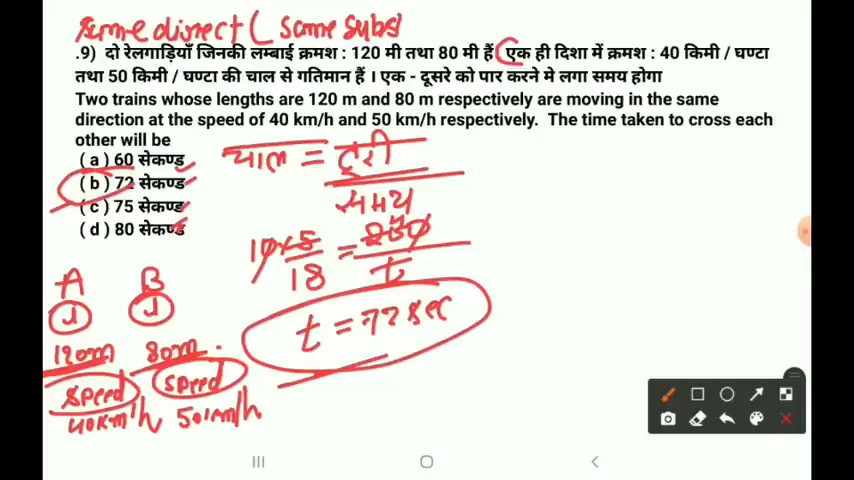 same direct ( same subs
.9) दो रेलगाड़ियाँ जिनकी लम्बाई क्रमश : 120 मी तथा 80 मी हैं एक ही दिशा में क्रमश : 40 किमी / घण्टा
तथा 50 किमी / घण्टा की चाल से गतिमान हैं । एक - दूसरे को पार करने मे लगा समय होगा
Two trains whose lengths are 120 m and 80 m respectively are moving in the same
direction at the speed of 40 km/h and 50 km/h respectively. The time taken to cross each
other will be
( a ) 60 सेकण्ड
( b ) 72 सेकण्ड
( c ) 75 सेकण्ड
( d ) 80 सेकण्ड
चाल = दूरी
समय
10 × 5 = 200
18 t
t = 72 sec
A B
120m 80m
speed speed
40km/h 50km/h